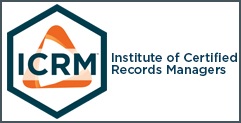 ICRM®
Institute of Certified
Records Managers